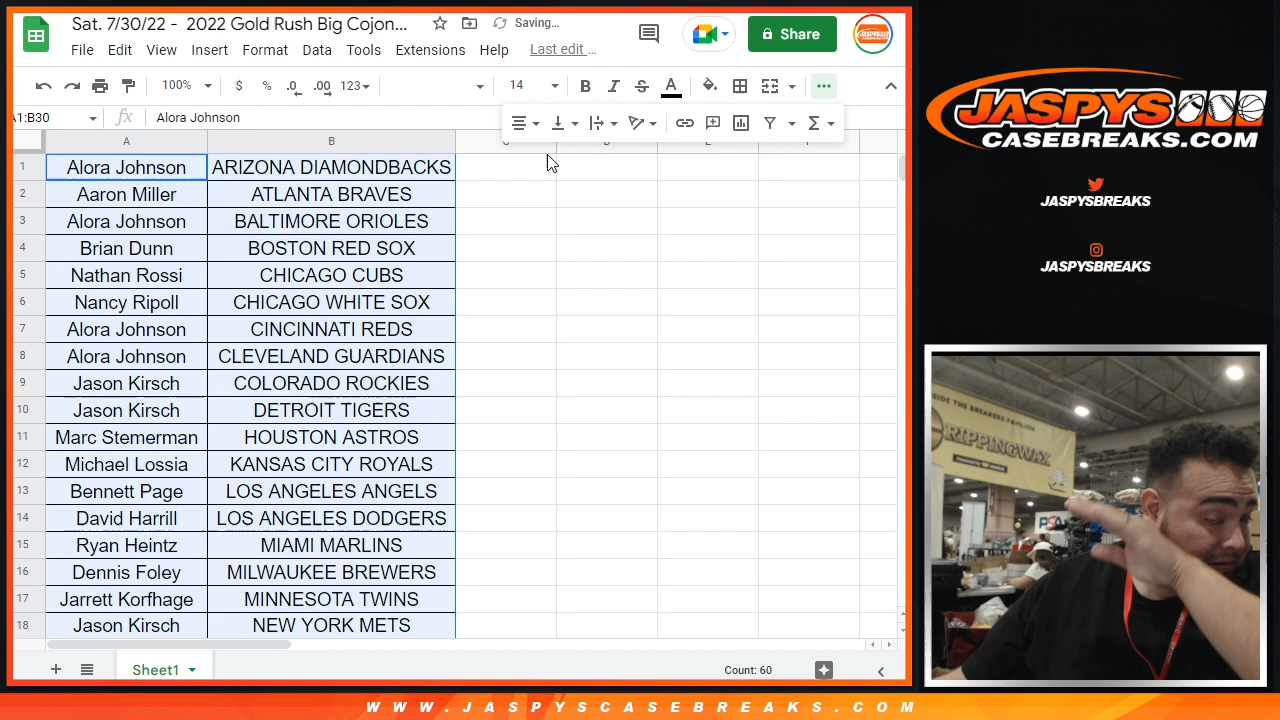 Sat. 7/30/22 - 2022 Gold Rush Big Cojon...
Saving...
File Edit View Insert Format Data Tools Extensions Help Last edit ...
Share
100% $ % .0 .00 123 14 B I S A
A1:B30 fx Alora Johnson
A B
1 Alora Johnson ARIZONA DIAMONDBACKS
2 Aaron Miller ATLANTA BRAVES
3 Alora Johnson BALTIMORE ORIOLES
4 Brian Dunn BOSTON RED SOX
5 Nathan Rossi CHICAGO CUBS
6 Nancy Ripoll CHICAGO WHITE SOX
7 Alora Johnson CINCINNATI REDS
8 Alora Johnson CLEVELAND GUARDIANS
9 Jason Kirsch COLORADO ROCKIES
10 Jason Kirsch DETROIT TIGERS
11 Marc Stemerman HOUSTON ASTROS
12 Michael Lossia KANSAS CITY ROYALS
13 Bennett Page LOS ANGELES ANGELS
14 David Harrill LOS ANGELES DODGERS
15 Ryan Heintz MIAMI MARLINS
16 Dennis Foley MILWAUKEE BREWERS
17 Jarrett Korfhage MINNESOTA TWINS
18 Jason Kirsch NEW YORK METS
Sheet1
Count: 60
JASPYS
CASEBREAKS.COM
JASPYSBREAKS
JASPYSBREAKS
SIDE THE BREAKERS PAVILION
RIPPINGWAX
PSA
WWW.JASPYSCASEBREAKS.COM